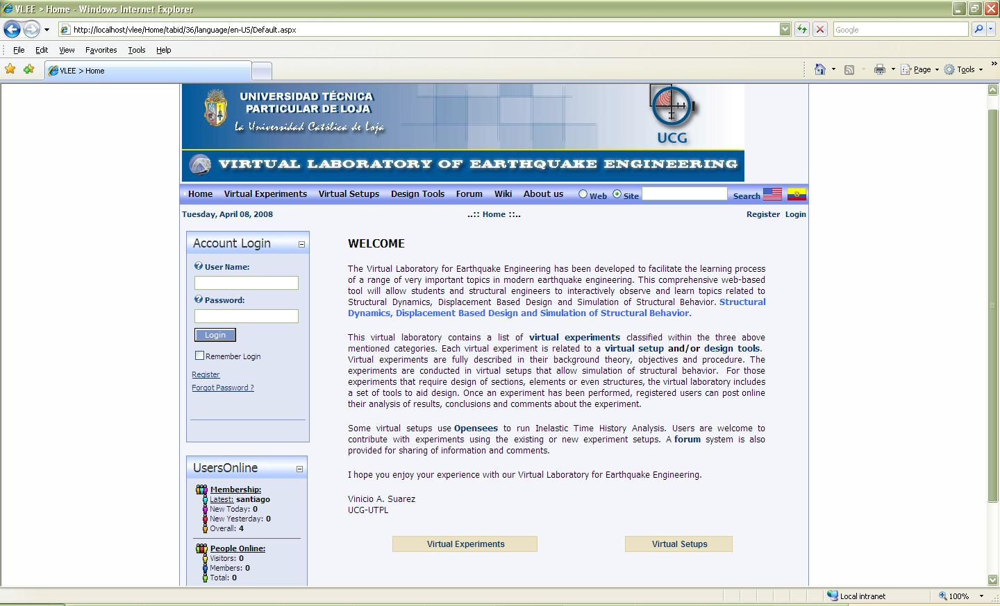 VLEE > Home - Windows Internet Explorer
http://localhost/vlee/Home/tabid/36/language/en-US/Default.aspx
Google
File Edit View Favorites Tools Help
VLEE > Home
Page Tools
UNIVERSIDAD TÉCNICA
PARTICULAR DE LOJA
La Universidad Católica de Loja
UCG
VIRTUAL LABORATORY OF EARTHQUAKE ENGINEERING
Home Virtual Experiments Virtual Setups Design Tools Forum Wiki About us Web Site Search
Tuesday, April 08, 2008 ..:: Home ::.. Register Login
Account Login
User Name:
Password:
Login
Remember Login
Register
Forgot Password ?
UsersOnline
Membership:
Latest: santiago
New Today: 0
New Yesterday: 0
Overall: 4
People Online:
Visitors: 0
Members: 0
Total: 0
WELCOME
The Virtual Laboratory for Earthquake Engineering has been developed to facilitate the learning process
of a range of very important topics in modern earthquake engineering. This comprehensive web-based
tool will allow students and structural engineers to interactively observe and learn topics related to
Structural Dynamics, Displacement Based Design and Simulation of Structural Behavior. Structural
Dynamics, Displacement Based Design and Simulation of Structural Behavior.
This virtual laboratory contains a list of virtual experiments classified within the three above
mentioned categories. Each virtual experiment is related to a virtual setup and/or design tools.
Virtual experiments are fully described in their background theory, objectives and procedure. The
experiments are conducted in virtual setups that allow simulation of structural behavior. For those
experiments that require design of sections, elements or even structures, the virtual laboratory includes
a set of tools to aid design. Once an experiment has been performed, registered users can post online
their analysis of results, conclusions and comments about the experiment.
Some virtual setups use Opensees to run Inelastic Time History Analysis. Users are welcome to
contribute with experiments using the existing or new experiment setups. A forum system is also
provided for sharing of information and comments.
I hope you enjoy your experience with our Virtual Laboratory for Earthquake Engineering.
Vinicio A. Suarez
UCG-UTPL
Virtual Experiments Virtual Setups
Local intranet 100%